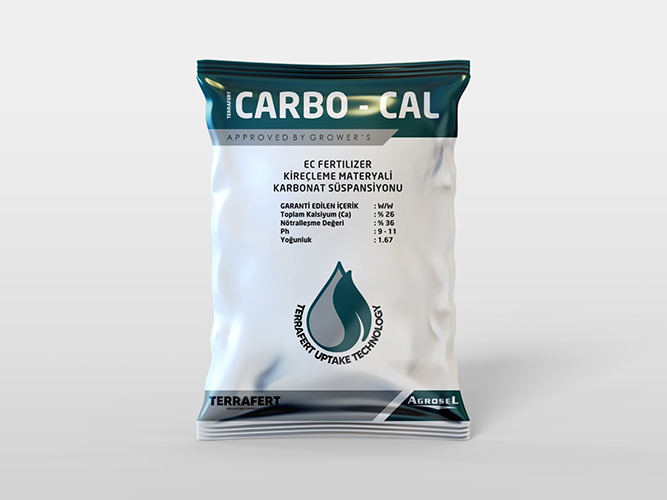 TERRAFERT
CARBO - CAL
APPROVED BY GROWER'S
EC FERTILIZER
KİREÇLEME MATERYALİ
KARBONAT SÜSPANSİYONU
GARANTİ EDİLEN İÇERİK : W/W
Toplam Kalsiyum (Ca) : % 26
Nötralleşme Değeri : % 36
Ph : 9 - 11
Yoğunluk : 1.67
TERRAFERT UPTAKE TECHNOLOGY
TERRAFERT
AGROSEL